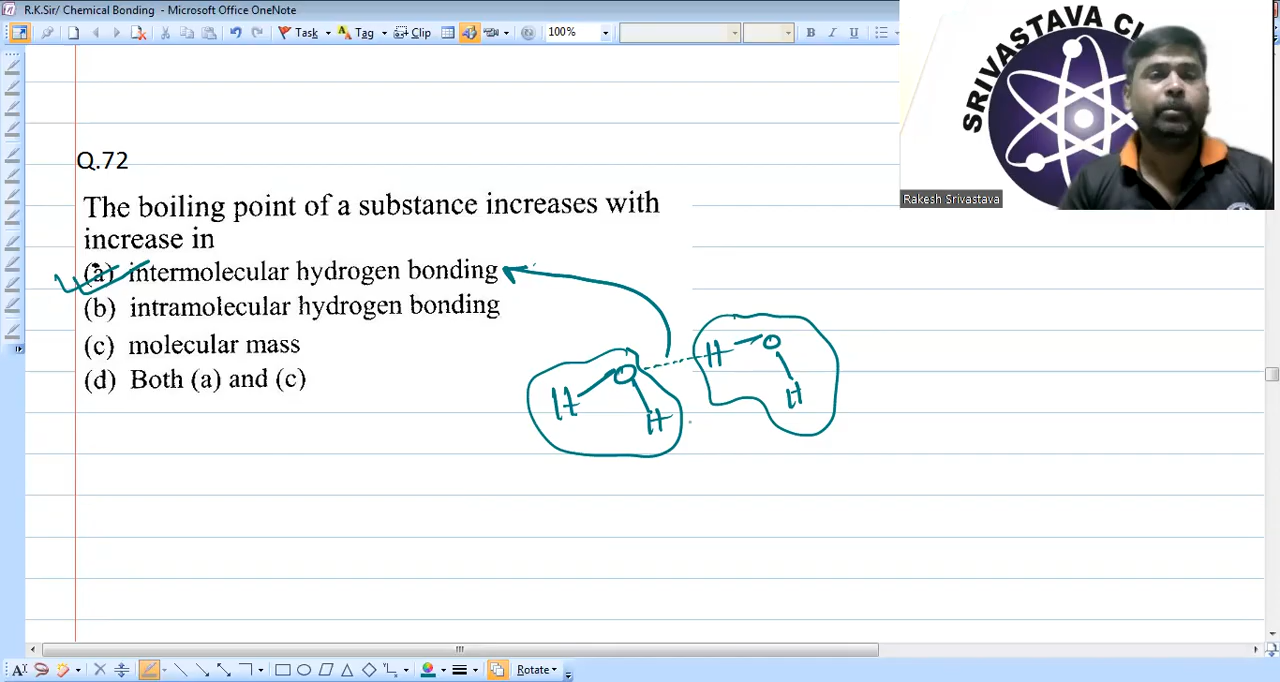 R.K.Sir/ Chemical Bonding - Microsoft Office OneNote
Task
Tag
Clip
100%
B I U
SRIVASTAVA CL
Rakesh Srivastava
Q.72
The boiling point of a substance increases with
increase in
(a) intermolecular hydrogen bonding
(b) intramolecular hydrogen bonding
(c) molecular mass
(d) Both (a) and (c)
H O
H
H O
H
Rotate